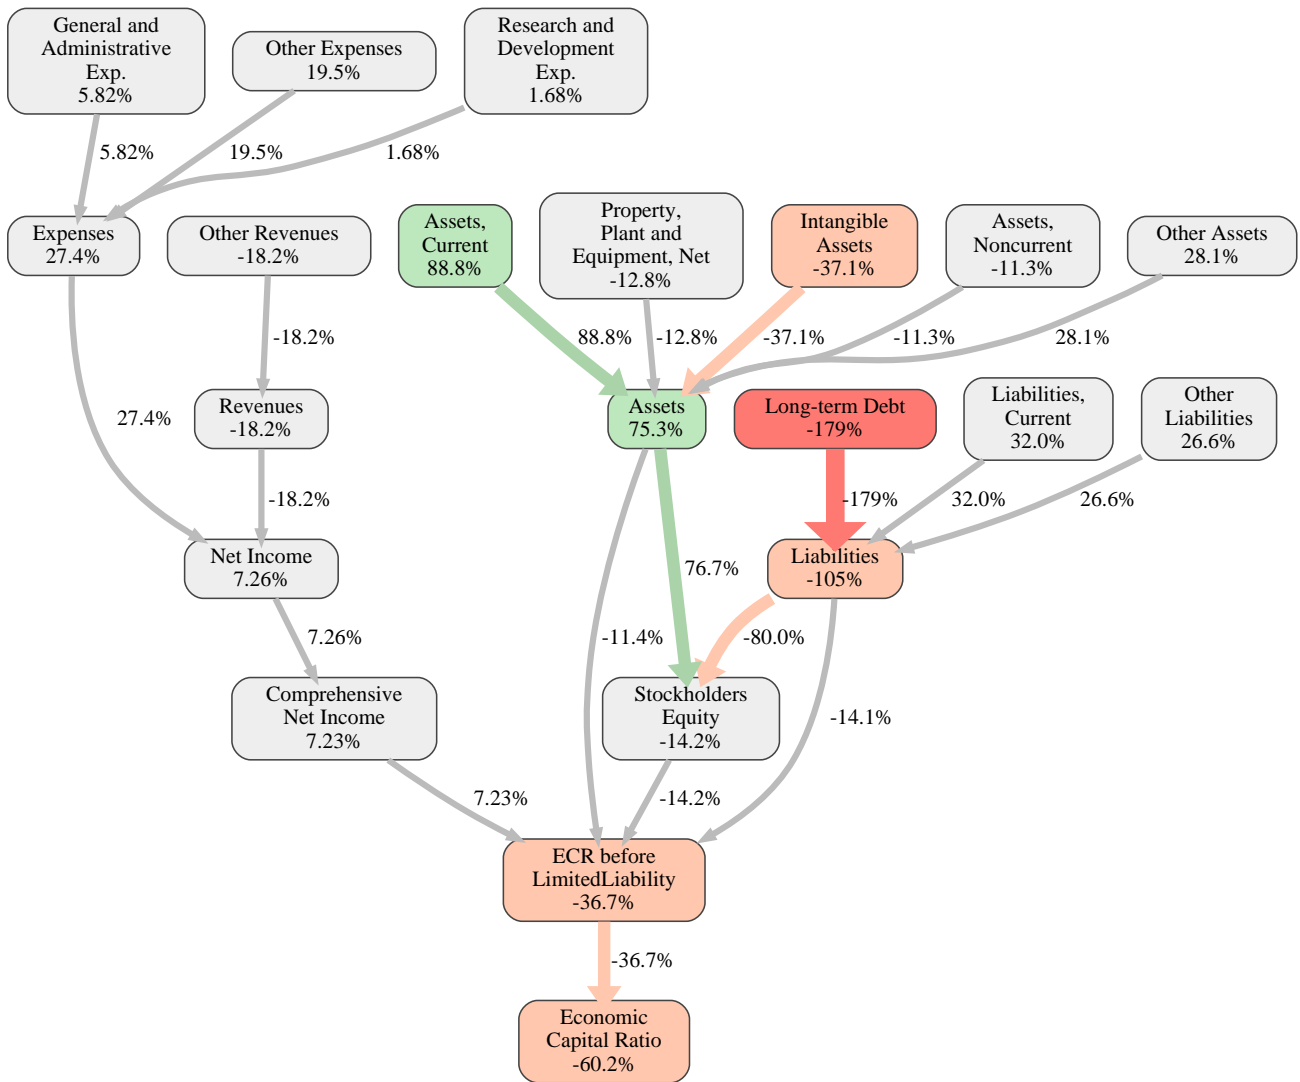 General and
Administrative
Exp.
5.82%
Other Expenses
19.5%
Research and
Development
Exp.
1.68%
5.82%
19.5%
1.68%
Expenses
27.4%
Other Revenues
-18.2%
Assets,
Current
88.8%
Property,
Plant and
Equipment, Net
-12.8%
Intangible
Assets
-37.1%
Assets,
Noncurrent
-11.3%
Other Assets
28.1%
-18.2%
88.8%
-12.8%
-37.1%
-11.3%
28.1%
27.4%
Revenues
-18.2%
Assets
75.3%
Long-term Debt
-179%
Liabilities,
Current
32.0%
Other
Liabilities
26.6%
-18.2%
-179%
32.0%
26.6%
Net Income
7.26%
76.7%
Liabilities
-105%
7.26%
-11.4%
-80.0%
Comprehensive
Net Income
7.23%
Stockholders
Equity
-14.2%
-14.1%
7.23%
-14.2%
ECR before
LimitedLiability
-36.7%
-36.7%
Economic
Capital Ratio
-60.2%